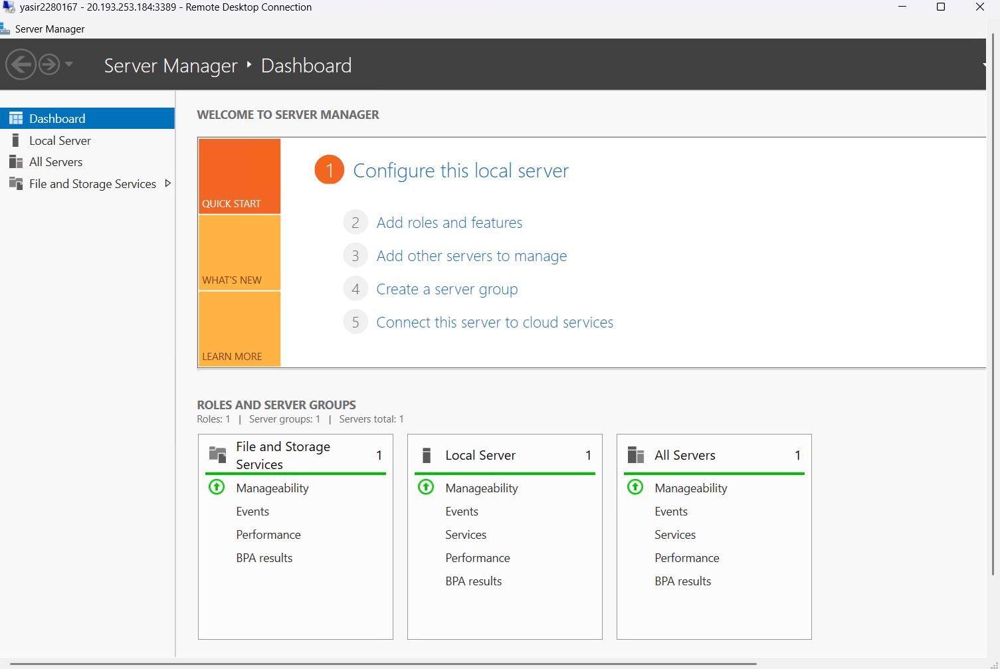 yasir2280167 - 20.193.253.184:3389 - Remote Desktop Connection
Server Manager
Server Manager ‣ Dashboard
Dashboard
Local Server
All Servers
File and Storage Services
WELCOME TO SERVER MANAGER
QUICK START
WHAT'S NEW
LEARN MORE
1 Configure this local server
2 Add roles and features
3 Add other servers to manage
4 Create a server group
5 Connect this server to cloud services
ROLES AND SERVER GROUPS
Roles: 1 | Server groups: 1 | Servers total: 1
File and Storage
Services 1
Manageability
Events
Performance
BPA results
Local Server 1
Manageability
Events
Services
Performance
BPA results
All Servers 1
Manageability
Events
Services
Performance
BPA results